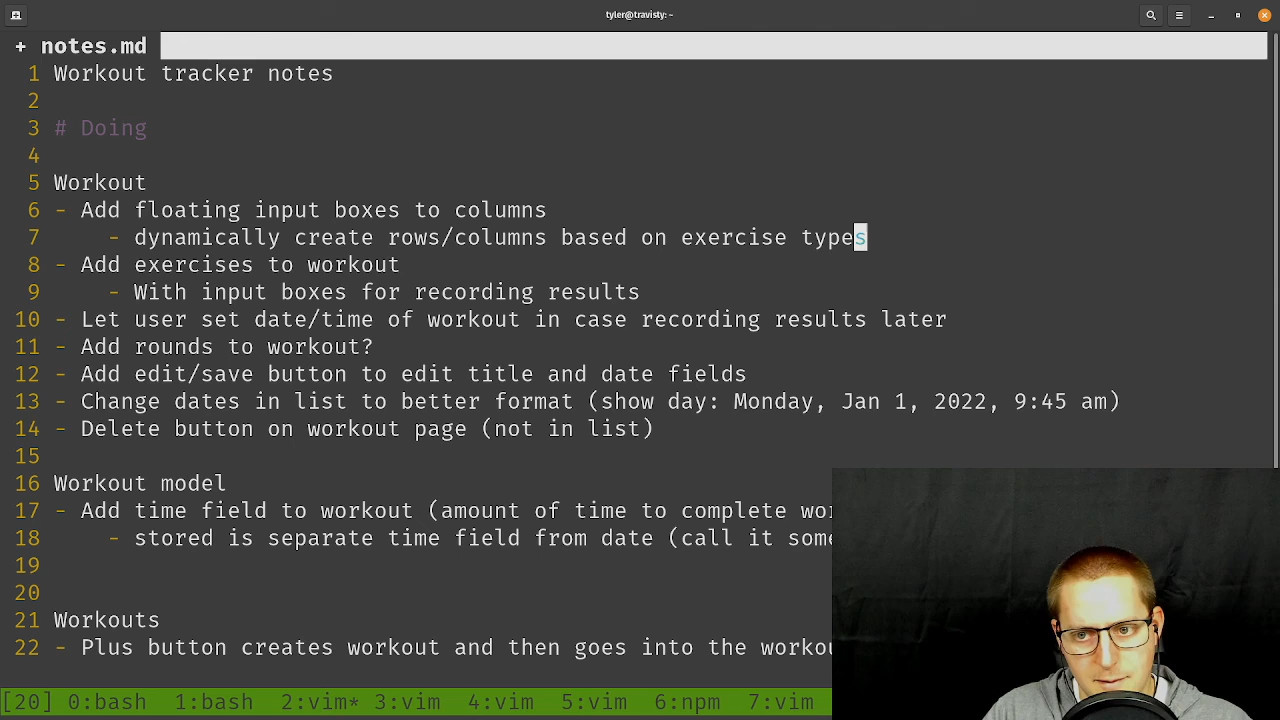 tyler@travisty: ~
+ notes.md
1 Workout tracker notes
2
3 # Doing
4
5 Workout
6 - Add floating input boxes to columns
7 - dynamically create rows/columns based on exercise types
8 - Add exercises to workout
9 - With input boxes for recording results
10 - Let user set date/time of workout in case recording results later
11 - Add rounds to workout?
12 - Add edit/save button to edit title and date fields
13 - Change dates in list to better format (show day: Monday, Jan 1, 2022, 9:45 am)
14 - Delete button on workout page (not in list)
15
16 Workout model
17 - Add time field to workout (amount of time to complete
18 - stored is separate time field from date (call it
19
20
21 Workouts
22 - Plus button creates workout and then goes into the
[20] 0:bash 1:bash 2:vim* 3:vim 4:vim 5:vim 6:npm 7:vim